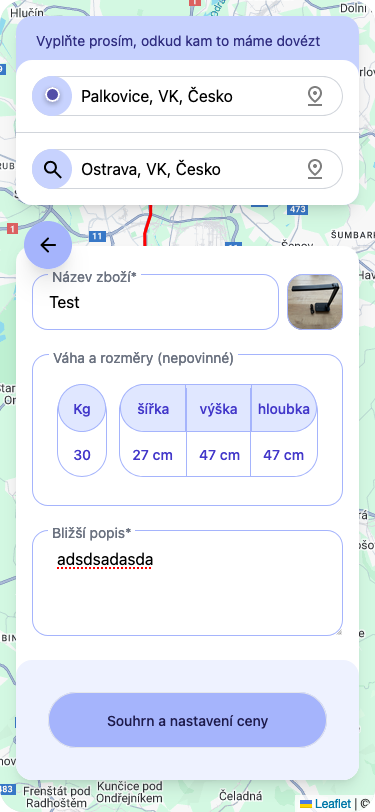 Hlučín
Dolní
Vyplňte prosím, odkud kam to máme dovézt
Palkovice, VK, Česko
Ostrava, VK, Česko
473
1
11
Šenov
ŠUMBARK
Název zboží*
Test
Váha a rozměry (nepovinné)
Kg
šířka
výška
hloubka
30
27 cm
47 cm
47 cm
Bližší popis*
adsdsadasda
Souhrn a nastavení ceny
483
Frenštát pod
Radhoštěm
Kunčice pod
Ondřejníkem
Čeladná
Leaflet | ©